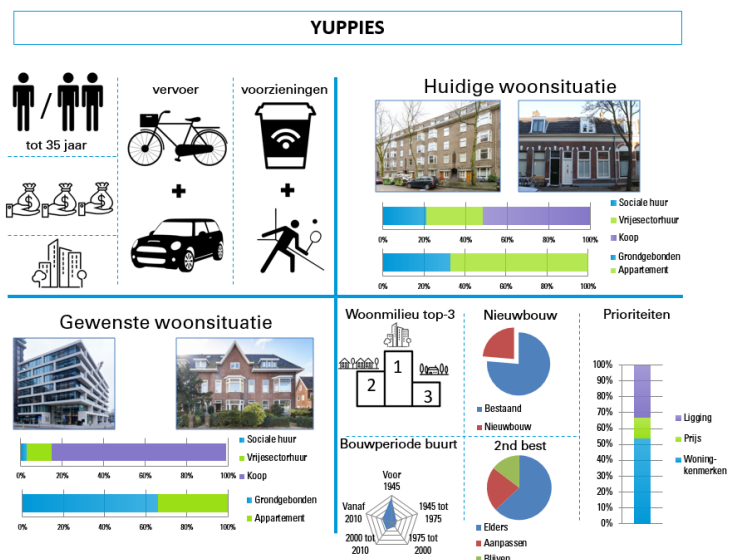 YUPPIES
tot 35 jaar
vervoer
voorzieningen
+
+
Huidige woonsituatie
Sociale huur
Vrijesectorhuur
Koop
0% 20% 40% 60% 80% 100%
Grondgebonden
Appartement
0% 20% 40% 60% 80% 100%
Gewenste woonsituatie
Sociale huur
Vrijesectorhuur
Koop
0% 20% 40% 60% 80% 100%
Grondgebonden
Appartement
0% 20% 40% 60% 80% 100%
Woonmilieu top-3
1
2
3
Nieuwbouw
Bestaand
Nieuwbouw
Bouwperiode buurt
Voor
1945
1945 tot
1975
1975 tot
2000
2000 tot
2010
Vanaf
2010
2nd best
Elders
Aanpassen
Blijven
Prioriteiten
100%
90%
80%
70%
60%
50%
40%
30%
20%
10%
0%
Ligging
Prijs
Woning-
kenmerken